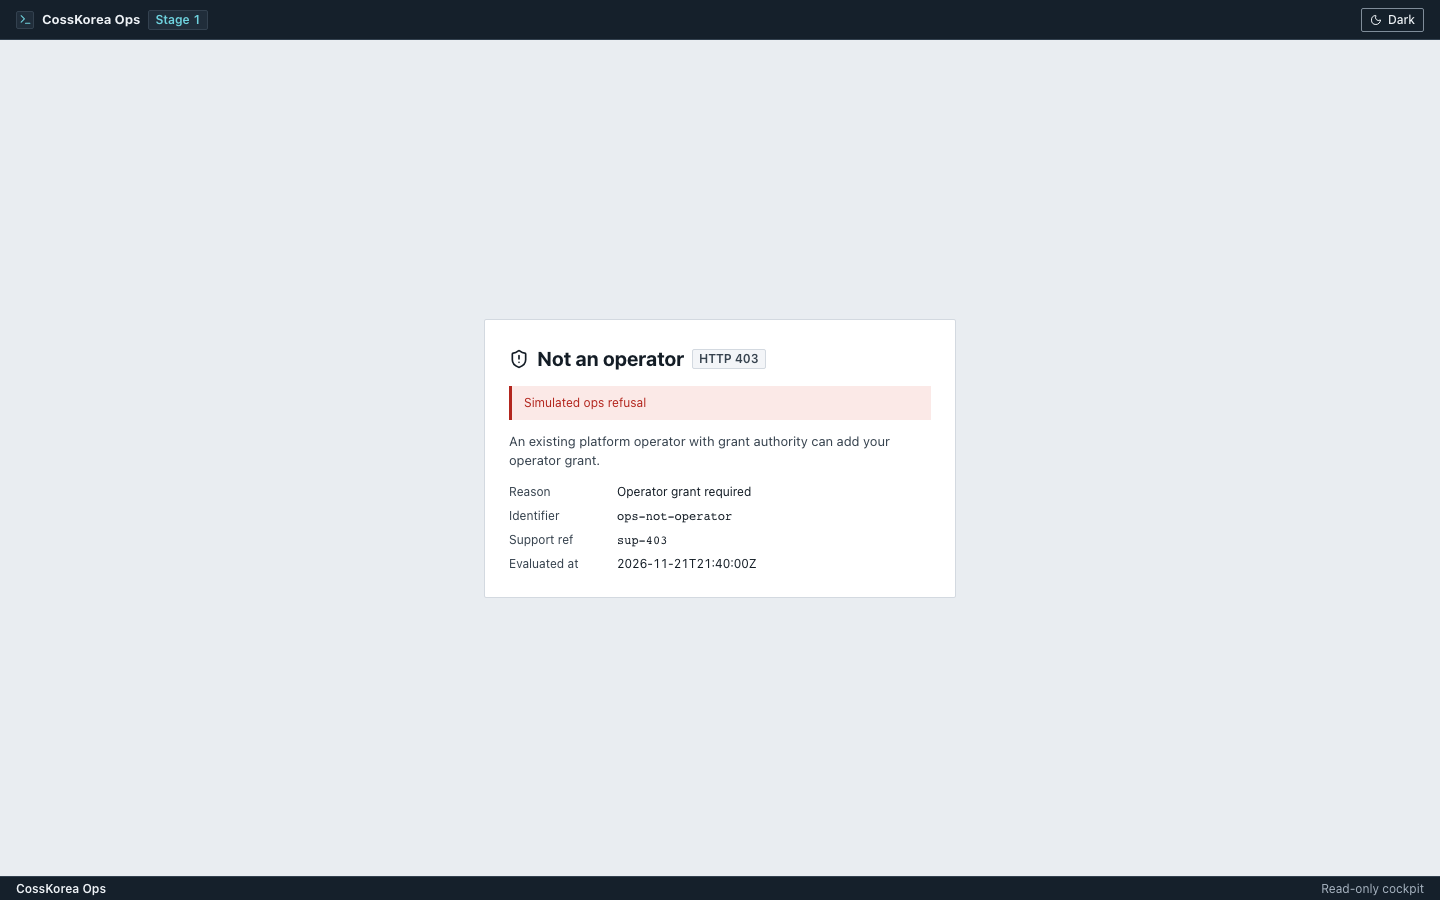 CossKorea Ops Stage 1 Dark
Not an operator HTTP 403
Simulated ops refusal
An existing platform operator with grant authority can add your
operator grant.
Reason Operator grant required
Identifier ops-not-operator
Support ref sup-403
Evaluated at 2026-11-21T21:40:00Z
CossKorea Ops Read-only cockpit